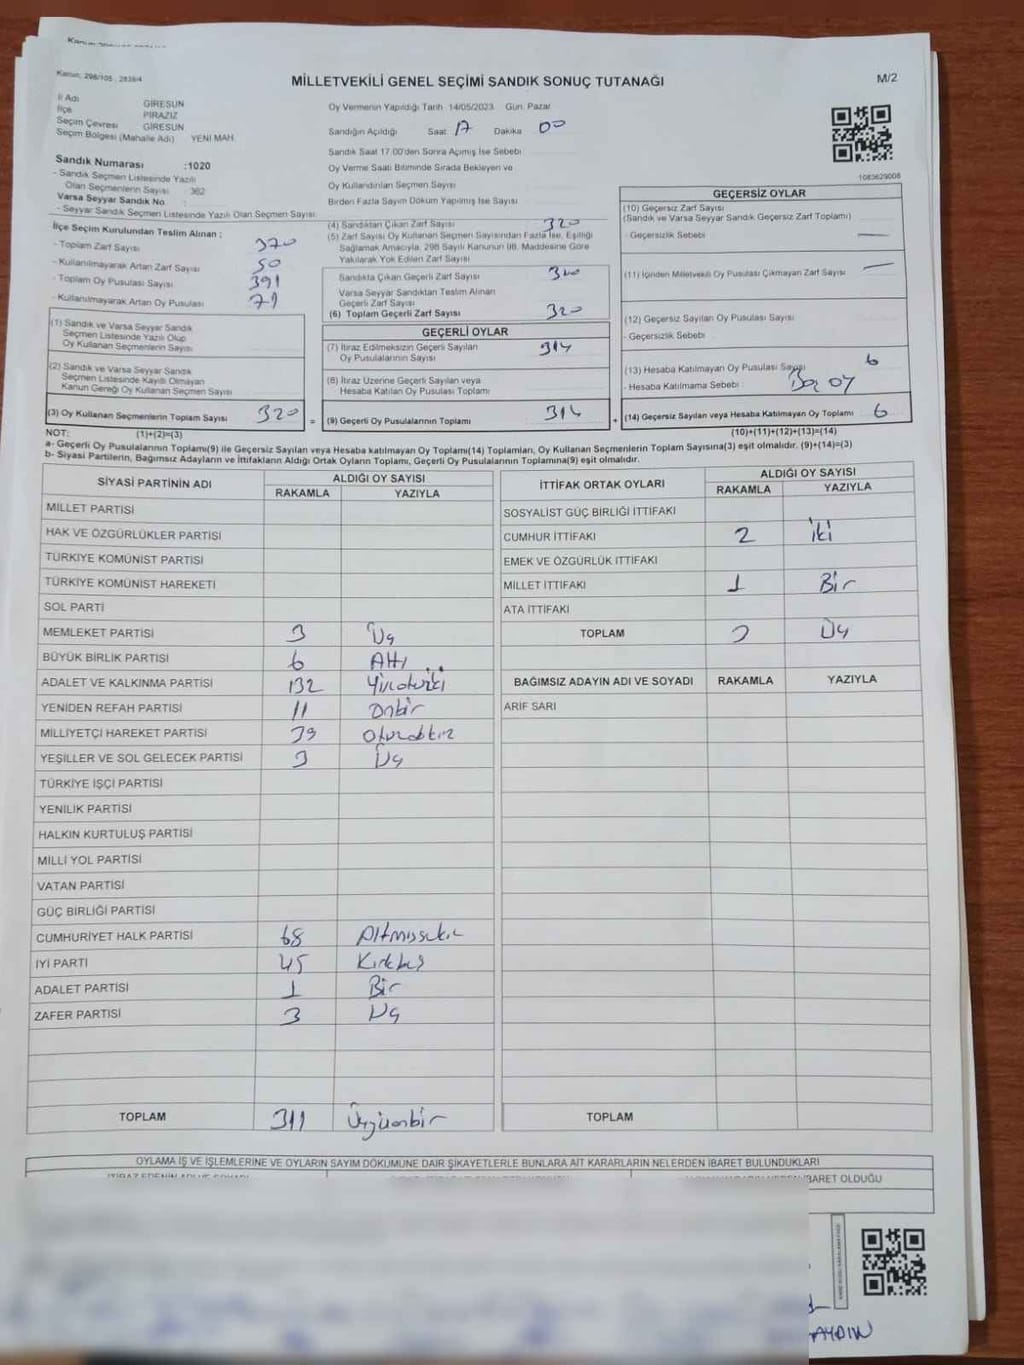 Kanun; 298/105 , 2839/4
MİLLETVEKİLİ GENEL SEÇİMİ SANDIK SONUÇ TUTANAĞI
M/2
İl Adı GİRESUN
İlçe PİRAZİZ
Seçim Çevresi GİRESUN
Seçim Bölgesi (Mahalle Adı) YENİ MAH.
Oy Vermenin Yapıldığı Tarih 14/05/2023 Gün: Pazar
Sandığın Açıldığı Saat 17 Dakika 00
Sandık Saat 17.00'den Sonra Açımış İse Sebebi
Oy Verme Saati Bitiminde Sırada Bekleyen ve
Oy Kullandırılan Seçmen Sayısı
Birden Fazla Sayım Döküm Yapılmış İse Sayısı
Sandık Numarası :1020
- Sandık Seçmen Listesinde Yazılı
Olan Seçmenlerin Sayısı : 362
Varsa Seyyar Sandık No :
- Seyyar Sandık Seçmen Listesinde Yazılı Olan Seçmen Sayısı:
İlçe Seçim Kurulundan Teslim Alınan :
- Toplam Zarf Sayısı 370
- Kullanılmayarak Artan Zarf Sayısı 50
- Toplam Oy Pusulası Sayısı 391
- Kullanılmayarak Artan Oy Pusulası 71
(1) Sandık ve Varsa Seyyar Sandık
Seçmen Listesinde Yazılı Olup
Oy Kullanan Seçmenlerin Sayısı
(2) Sandık ve Varsa Seyyar Sandık
Seçmen Listesinde Kayıtlı Olmayan
Kanun Gereği Oy Kullanan Seçmen Sayısı
(3) Oy Kullanan Seçmenlerin Toplam Sayısı 320
(1)+(2)=(3)
(4) Sandıktan Çıkan Zarf Sayısı 320
(5) Zarf Sayısı Oy Kullanan Seçmen Sayısından Fazla İse, Eşitliği
Sağlamak Amacıyla, 298 Sayılı Kanunun 98. Maddesine Göre
Yakılarak Yok Edilen Zarf Sayısı
Sandıkta Çıkan Geçerli Zarf Sayısı 320
Varsa Seyyar Sandıktan Teslim Alınan
Geçerli Zarf Sayısı
(6) Toplam Geçerli Zarf Sayısı 320
GEÇERLİ OYLAR
(7) İtiraz Edilmeksizin Geçerli Sayılan
Oy Pusulalarının Sayısı 314
(8) İtiraz Üzerine Geçerli Sayılan veya
Hesaba Katılan Oy Pusulası Toplamı
= (9) Geçerli Oy Pusulalarının Toplamı 314
1083629008
GEÇERSİZ OYLAR
(10) Geçersiz Zarf Sayısı
(Sandık ve Varsa Seyyar Sandık Geçersiz Zarf Toplamı)
- Geçersizlik Sebebi —
(11) İçinden Milletvekili Oy Pusulası Çıkmayan Zarf Sayısı —
(12) Geçersiz Sayılan Oy Pusulası Sayısı
- Geçersizlik Sebebi
(13) Hesaba Katılmayan Oy Pusulası Sayısı 6
- Hesaba Katılmama Sebebi : Boş oy
+ (14) Geçersiz Sayılan veya Hesaba Katılmayan Oy Toplamı 6
(10)+(11)+(12)+(13)=(14)
NOT:
a- Geçerli Oy Pusulalarının Toplamı(9) ile Geçersiz Sayılan veya Hesaba katılmayan Oy Toplamı(14) Toplamları, Oy Kullanan Seçmenlerin Toplam Sayısına(3) eşit olmalıdır. (9)+(14)=(3)
b- Siyasi Partilerin, Bağımsız Adayların ve İttifakların Aldığı Ortak Oyların Toplamı, Geçerli Oy Pusulalarının Toplamına(9) eşit olmalıdır.
SİYASİ PARTİNİN ADI ALDIĞI OY SAYISI
RAKAMLA YAZIYLA
MİLLET PARTİSİ
HAK VE ÖZGÜRLÜKLER PARTİSİ
TÜRKİYE KOMÜNİST PARTİSİ
TÜRKİYE KOMÜNİST HAREKETİ
SOL PARTİ
MEMLEKET PARTİSİ 3 Üç
BÜYÜK BİRLİK PARTİSİ 6 Altı
ADALET VE KALKINMA PARTİSİ 132 Yüzotuziki
YENİDEN REFAH PARTİSİ 11 Onbir
MİLLİYETÇİ HAREKET PARTİSİ 39 Otuzdokuz
YEŞİLLER VE SOL GELECEK PARTİSİ 3 Üç
TÜRKİYE İŞÇİ PARTİSİ
YENİLİK PARTİSİ
HALKIN KURTULUŞ PARTİSİ
MİLLİ YOL PARTİSİ
VATAN PARTİSİ
GÜÇ BİRLİĞİ PARTİSİ
CUMHURİYET HALK PARTİSİ 68 Altmışsekiz
İYİ PARTİ 45 Kırkbeş
ADALET PARTİSİ 1 Bir
ZAFER PARTİSİ 3 Üç
TOPLAM 311 Üçyüzonbir
İTTİFAK ORTAK OYLARI ALDIĞI OY SAYISI
RAKAMLA YAZIYLA
SOSYALİST GÜÇ BİRLİĞİ İTTİFAKI
CUMHUR İTTİFAKI 2 İki
EMEK VE ÖZGÜRLÜK İTTİFAKI
MİLLET İTTİFAKI 1 Bir
ATA İTTİFAKI
TOPLAM 3 Üç
BAĞIMSIZ ADAYIN ADI VE SOYADI RAKAMLA YAZIYLA
ARİF SARI
TOPLAM
OYLAMA İŞ VE İŞLEMLERİNE VE OYLARIN SAYIM DÖKÜMÜNE DAİR ŞİKAYETLERLE BUNLARA AİT KARARLARIN NELERDEN İBARET BULUNDUKLARI
İTİRAZ EDENİN ADI VE SOYADI
İBARET OLDUĞU
AYDIN